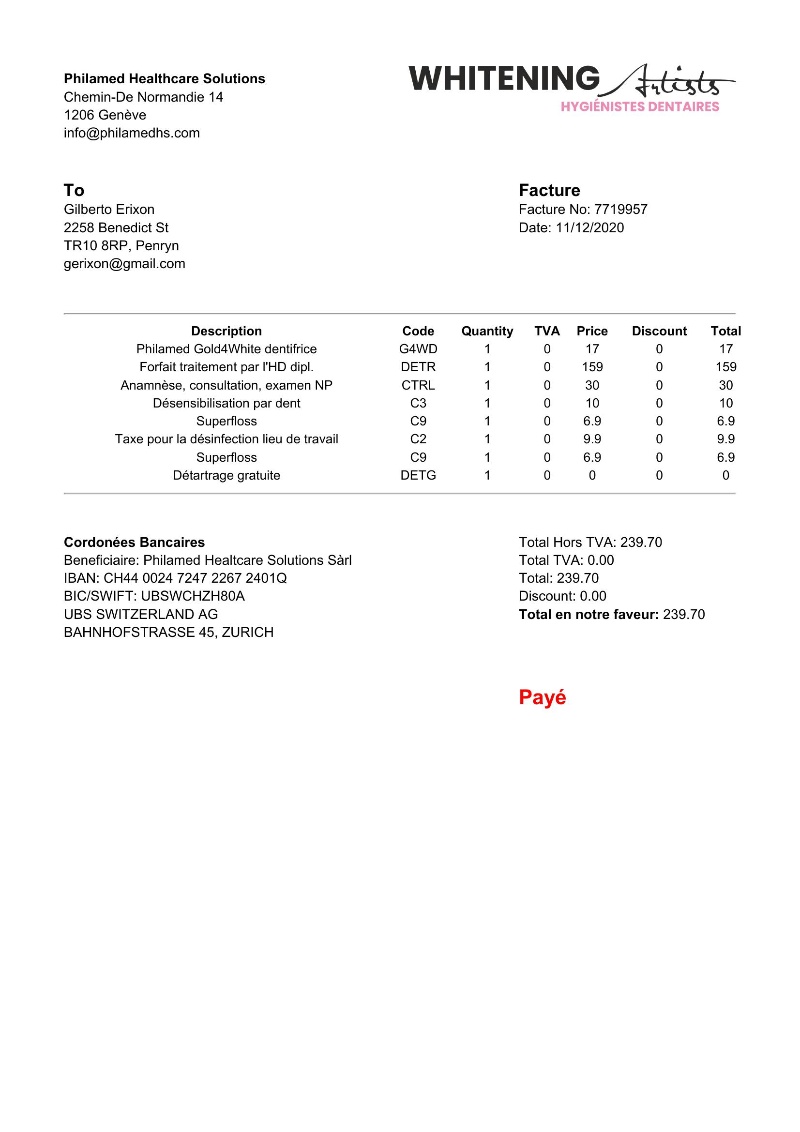 Philamed Healthcare Solutions
Chemin-De Normandie 14
1206 Genève
info@philamedhs.com
WHITENING Artists
HYGIÉNISTES DENTAIRES
To
Gilberto Erixon
2258 Benedict St
TR10 8RP, Penryn
gerixon@gmail.com
Facture
Facture No: 7719957
Date: 11/12/2020
Description Code Quantity TVA Price Discount Total
Philamed Gold4White dentifrice G4WD 1 0 17 0 17
Forfait traitement par l'HD dipl. DETR 1 0 159 0 159
Anamnèse, consultation, examen NP CTRL 1 0 30 0 30
Désensibilisation par dent C3 1 0 10 0 10
Superfloss C9 1 0 6.9 0 6.9
Taxe pour la désinfection lieu de travail C2 1 0 9.9 0 9.9
Superfloss C9 1 0 6.9 0 6.9
Détartrage gratuite DETG 1 0 0 0 0
Cordonées Bancaires
Beneficiaire: Philamed Healtcare Solutions Sàrl
IBAN: CH44 0024 7247 2267 2401Q
BIC/SWIFT: UBSWCHZH80A
UBS SWITZERLAND AG
BAHNHOFSTRASSE 45, ZURICH
Total Hors TVA: 239.70
Total TVA: 0.00
Total: 239.70
Discount: 0.00
Total en notre faveur: 239.70
Payé